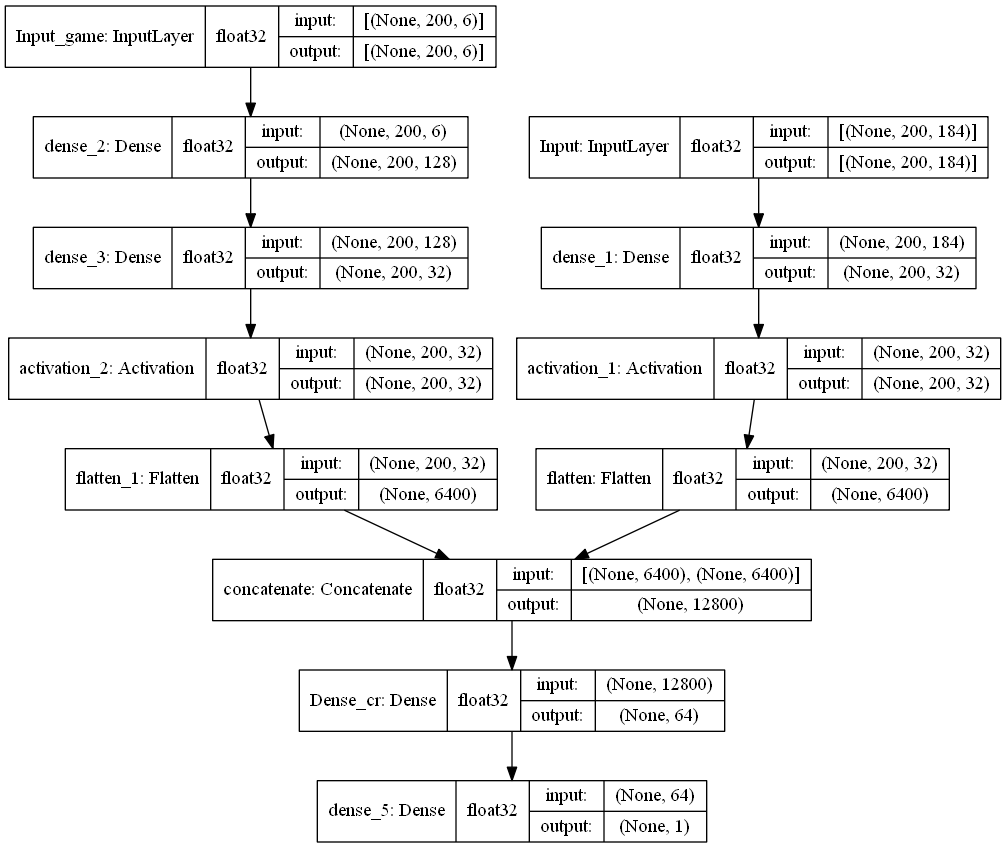 Input_game: InputLayer float32 input: [(None, 200, 6)]
output: [(None, 200, 6)]
dense_2: Dense float32 input: (None, 200, 6)
output: (None, 200, 128)
Input: InputLayer float32 input: [(None, 200, 184)]
output: [(None, 200, 184)]
dense_3: Dense float32 input: (None, 200, 128)
output: (None, 200, 32)
dense_1: Dense float32 input: (None, 200, 184)
output: (None, 200, 32)
activation_2: Activation float32 input: (None, 200, 32)
output: (None, 200, 32)
activation_1: Activation float32 input: (None, 200, 32)
output: (None, 200, 32)
flatten_1: Flatten float32 input: (None, 200, 32)
output: (None, 6400)
flatten: Flatten float32 input: (None, 200, 32)
output: (None, 6400)
concatenate: Concatenate float32 input: [(None, 6400), (None, 6400)]
output: (None, 12800)
Dense_cr: Dense float32 input: (None, 12800)
output: (None, 64)
dense_5: Dense float32 input: (None, 64)
output: (None, 1)